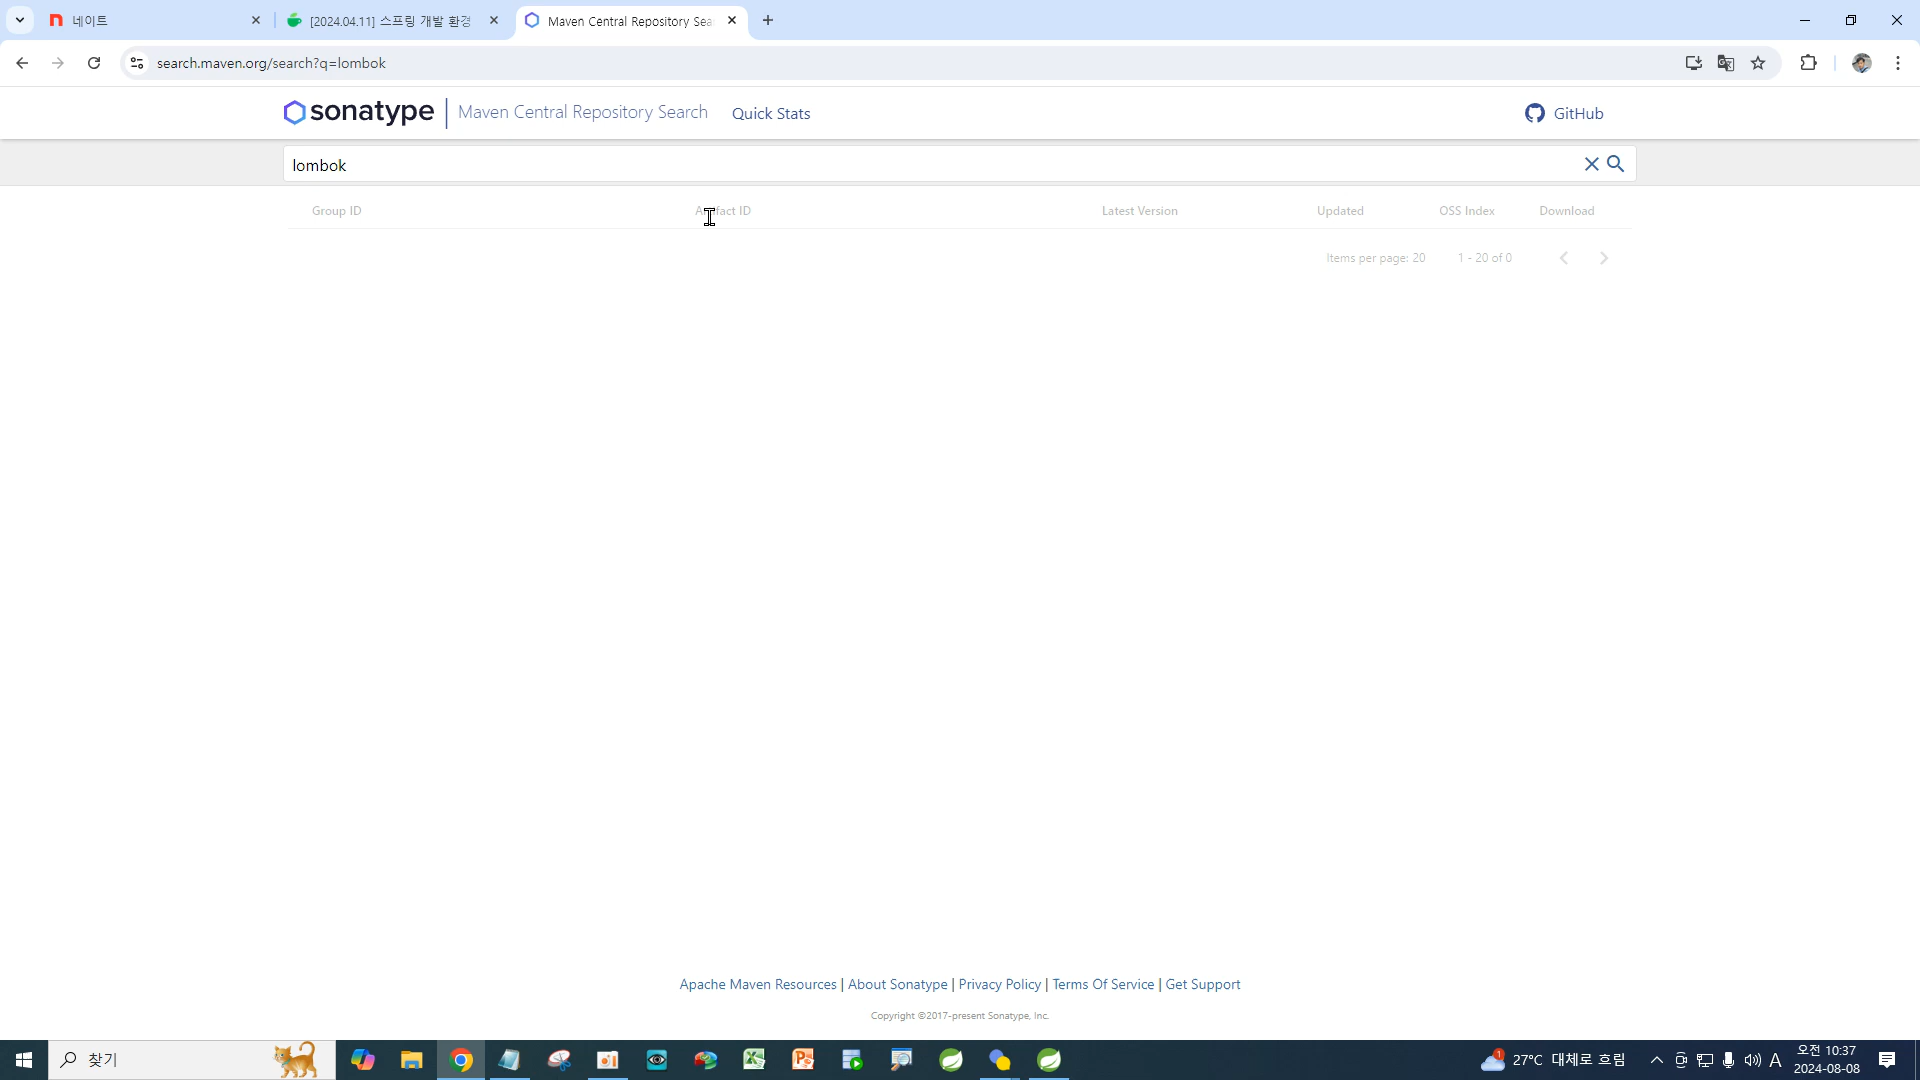 네이트
[2024.04.11] 스프링 개발 환경
Maven Central Repository Sea
search.maven.org/search?q=lombok
sonatype
Maven Central Repository Search
Quick Stats
GitHub
lombok
Group ID
Artifact ID
Latest Version
Updated
OSS Index
Download
Items per page: 20
1 - 20 of 0
Apache Maven Resources | About Sonatype | Privacy Policy | Terms Of Service | Get Support
Copyright ©2017-present Sonatype, Inc.
찾기
1
27°C 대체로 흐림
A
오전 10:37
2024-08-08